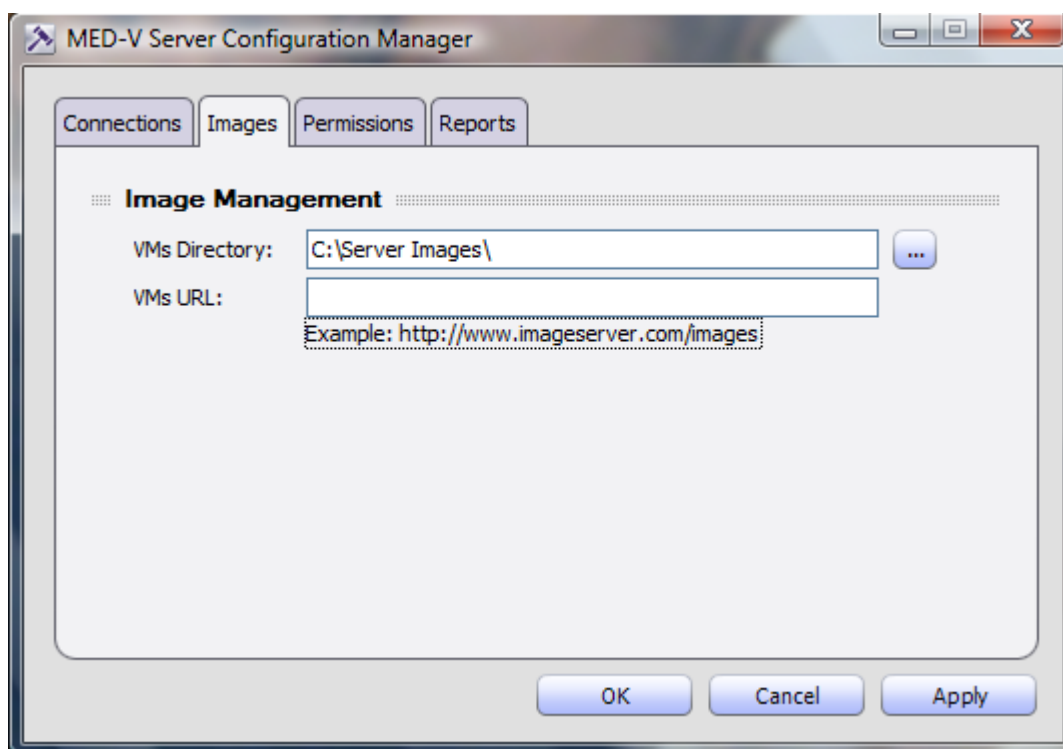 MED-V Server Configuration Manager
Connections Images Permissions Reports
Image Management
VMs Directory: C:\Server Images\ ...
VMs URL:
Example: http://www.imageserver.com/images
OK Cancel Apply